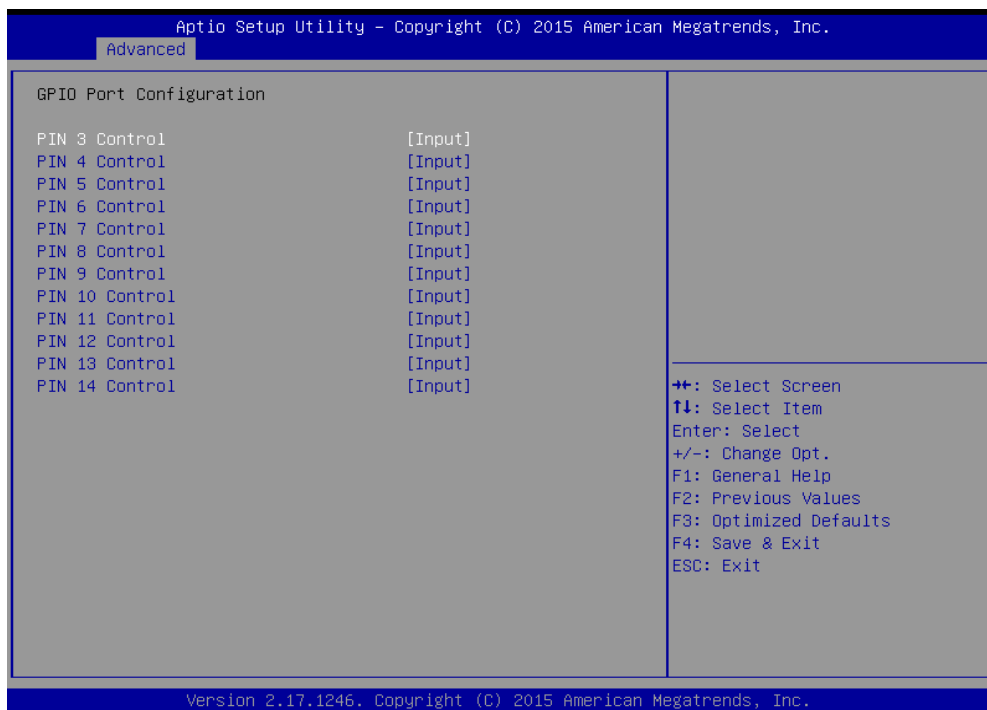 Aptio Setup Utility – Copyright (C) 2015 American Megatrends, Inc.
Advanced
GPIO Port Configuration
PIN 3 Control [Input]
PIN 4 Control [Input]
PIN 5 Control [Input]
PIN 6 Control [Input]
PIN 7 Control [Input]
PIN 8 Control [Input]
PIN 9 Control [Input]
PIN 10 Control [Input]
PIN 11 Control [Input]
PIN 12 Control [Input]
PIN 13 Control [Input]
PIN 14 Control [Input]
→←: Select Screen
↑↓: Select Item
Enter: Select
+/-: Change Opt.
F1: General Help
F2: Previous Values
F3: Optimized Defaults
F4: Save & Exit
ESC: Exit
Version 2.17.1246. Copyright (C) 2015 American Megatrends, Inc.